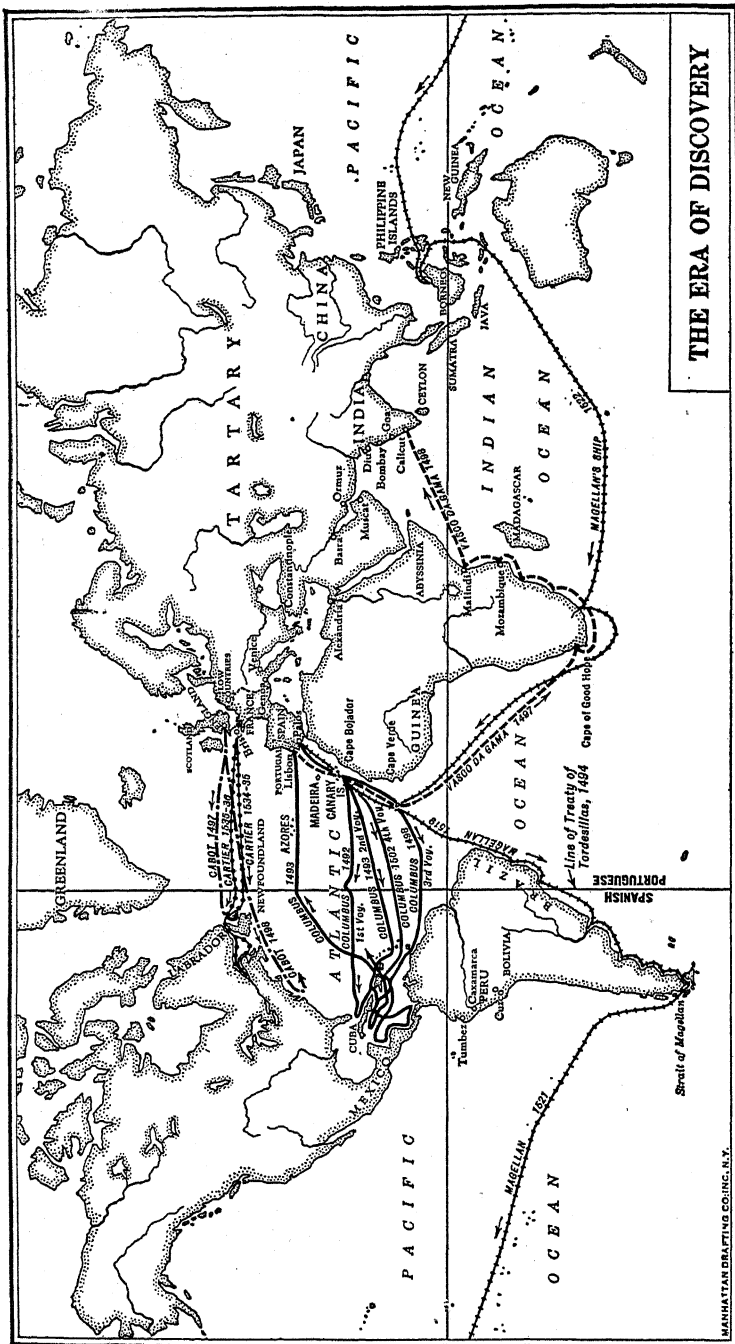 THE ERA OF DISCOVERY
GREENLAND
LABRADOR
NEWFOUNDLAND
CABOT 1497
CARTIER 1535-36
CARTIER 1534-35
CABOT 1498
SCOTLAND
LOW
COUNTRIES
FRANCE
Genoa
Venice
PORTUGAL
SPAIN
Lisbon
Palos
Constantinople
TARTARY
CHINA
JAPAN
PACIFIC
OCEAN
PHILIPPINE
ISLANDS
NEW
GUINEA
BORNEO
SUMATRA
JAVA
INDIA
Ormuz
Diu
Bombay
Goa
Calicut
CEYLON
Basra
Muscat
Alexandria
ABYSSINIA
Malindi
Mozambique
MADAGASCAR
INDIAN
OCEAN
VASCO DA GAMA 1498
MAGELLAN'S SHIP
1522
Cape of Good Hope
GUINEA
Cape Verde
Cape Bojador
MADEIRA
CANARY
IS.
AZORES
ATLANTIC
OCEAN
COLUMBUS 1493
COLUMBUS 1492
1st Voy.
COLUMBUS 1493 2nd Voy.
COLUMBUS 1502 4th Voy.
COLUMBUS 1498
3rd Voy.
VASCO DA GAMA 1497
MAGELLAN 1519
CUBA
MEXICO
BRAZIL
Tumbez
Caxamarca
PERU
Cuzco
BOLIVIA
Line of Treaty of
Tordesillas, 1494
SPANISH
PORTUGUESE
Strait of Magellan
PACIFIC
OCEAN
MAGELLAN 1521
MANHATTAN DRAFTING CO. INC. N.Y.